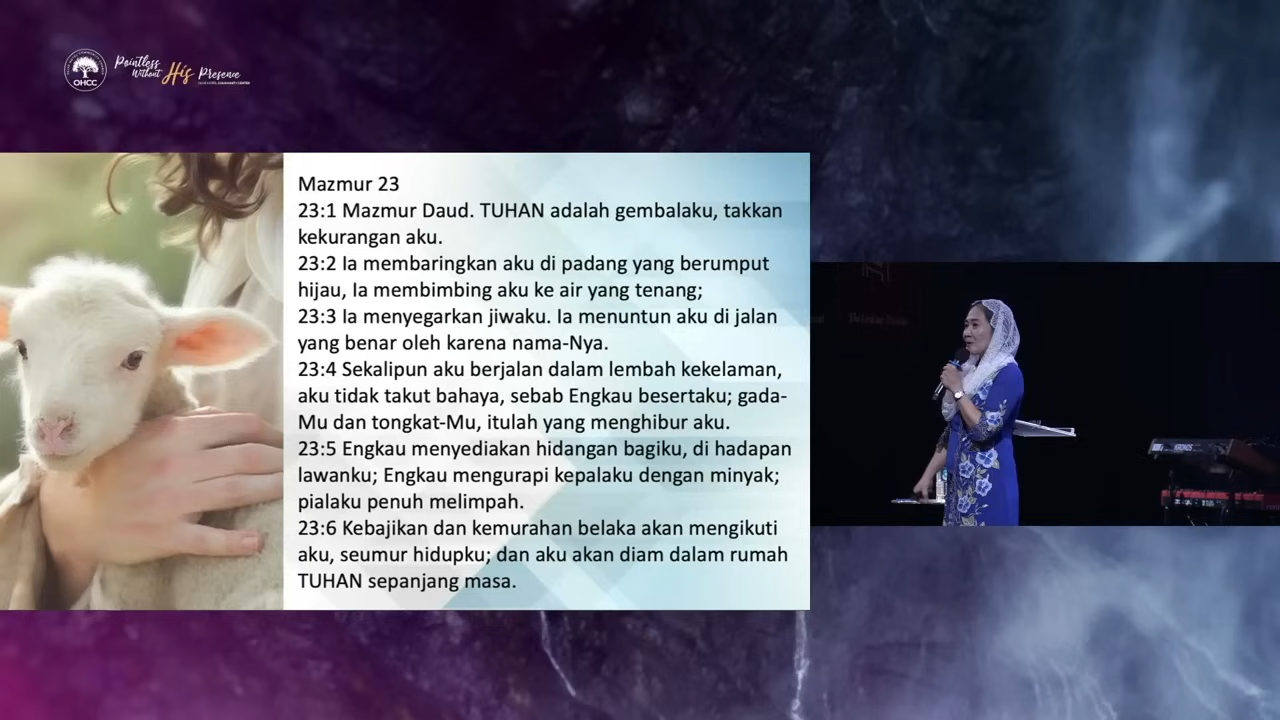 OHCC
Pointless
Without His Presence
Mazmur 23
23:1 Mazmur Daud. TUHAN adalah gembalaku, takkan
kekurangan aku.
23:2 Ia membaringkan aku di padang yang berumput
hijau, Ia membimbing aku ke air yang tenang;
23:3 Ia menyegarkan jiwaku. Ia menuntun aku di jalan
yang benar oleh karena nama-Nya.
23:4 Sekalipun aku berjalan dalam lembah kekelaman,
aku tidak takut bahaya, sebab Engkau besertaku; gada-
Mu dan tongkat-Mu, itulah yang menghibur aku.
23:5 Engkau menyediakan hidangan bagiku, di hadapan
lawanku; Engkau mengurapi kepalaku dengan minyak;
pialaku penuh melimpah.
23:6 Kebajikan dan kemurahan belaka akan mengikuti
aku, seumur hidupku; dan aku akan diam dalam rumah
TUHAN sepanjang masa.
KRONOS